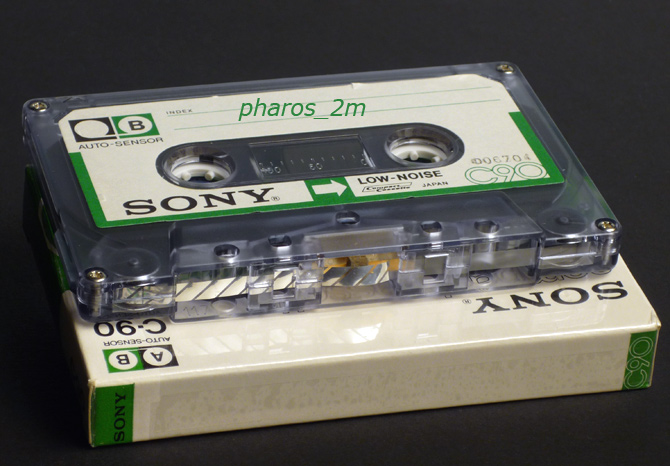 pharos_2m
INDEX
B
AUTO-SENSOR
LOW-NOISE
SONY®
JAPAN
C90
SONY®
C-90
AUTO-SENSOR
A B
SONY
C90